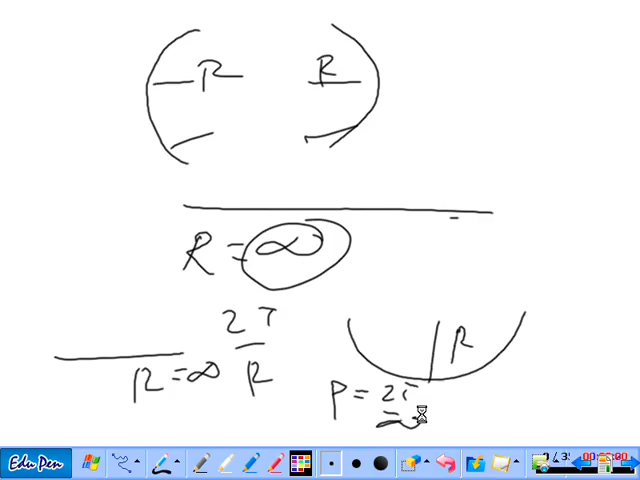 R R
R = ∞
2T
R = ∞ R
R
P = 2T
∞
Edu Pen